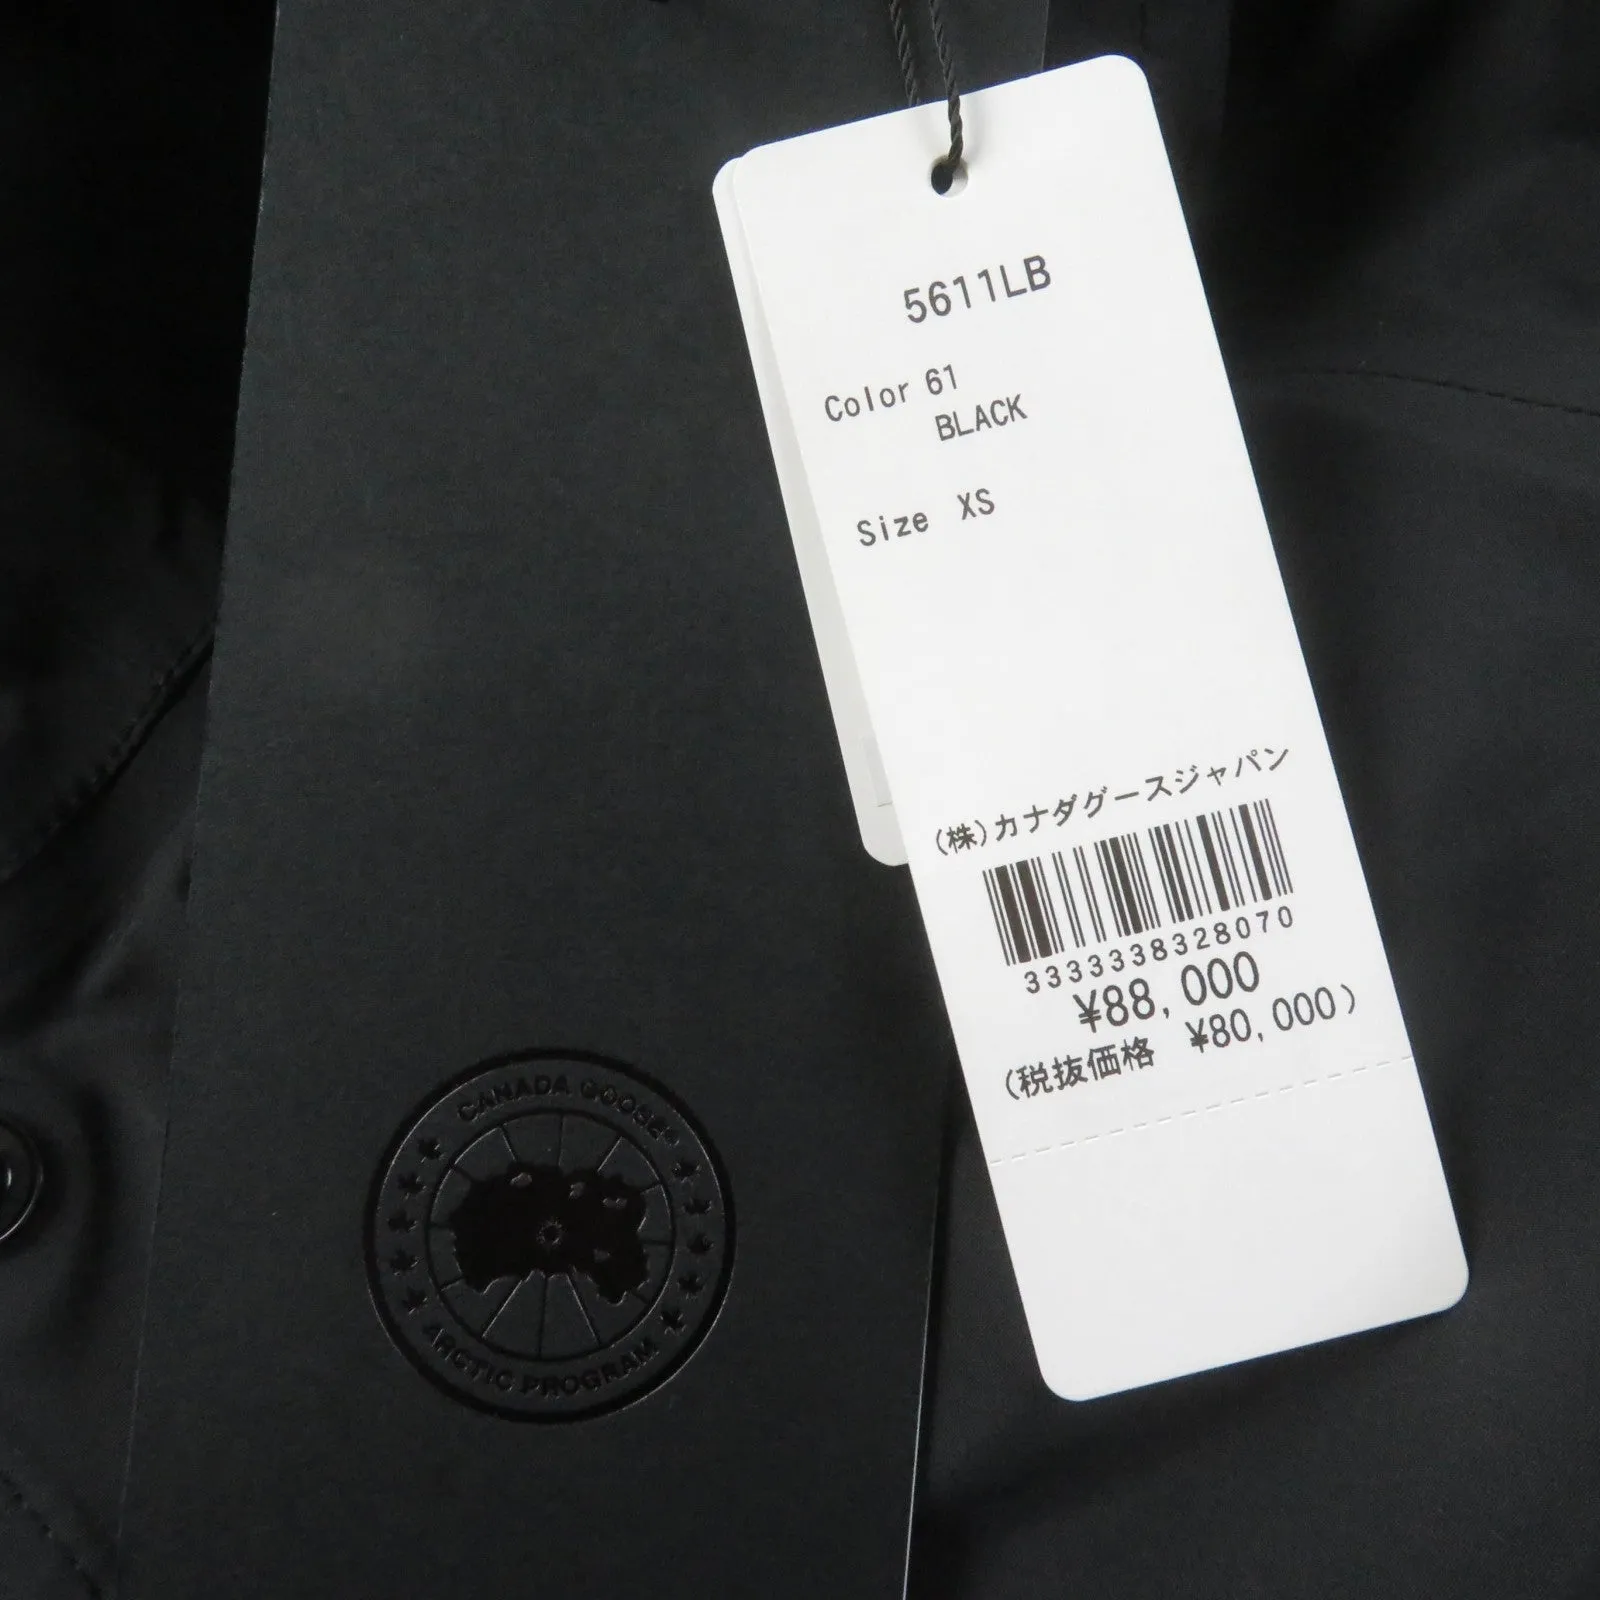 5611LB
Color 61
BLACK
Size XS
(株)カナダグースジャパン
3333338328070
¥88,000
(税抜価格 ¥80,000)
CANADA GOOSE®
ARCTIC PROGRAM